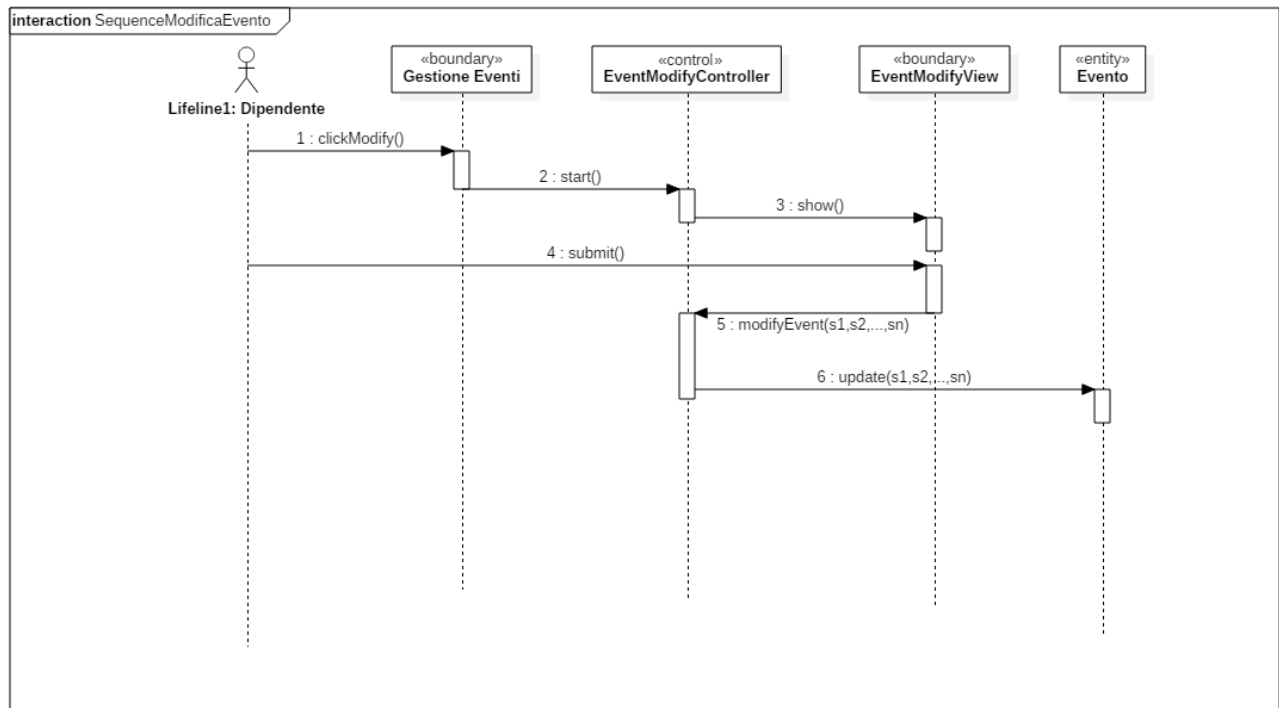 interaction SequenceModificaEvento
«boundary»
Gestione Eventi
«control»
EventModifyController
«boundary»
EventModifyView
«entity»
Evento
Lifeline1: Dipendente
1 : clickModify()
2 : start()
3 : show()
4 : submit()
5 : modifyEvent(s1,s2,...,sn)
6 : update(s1,s2,...,sn)